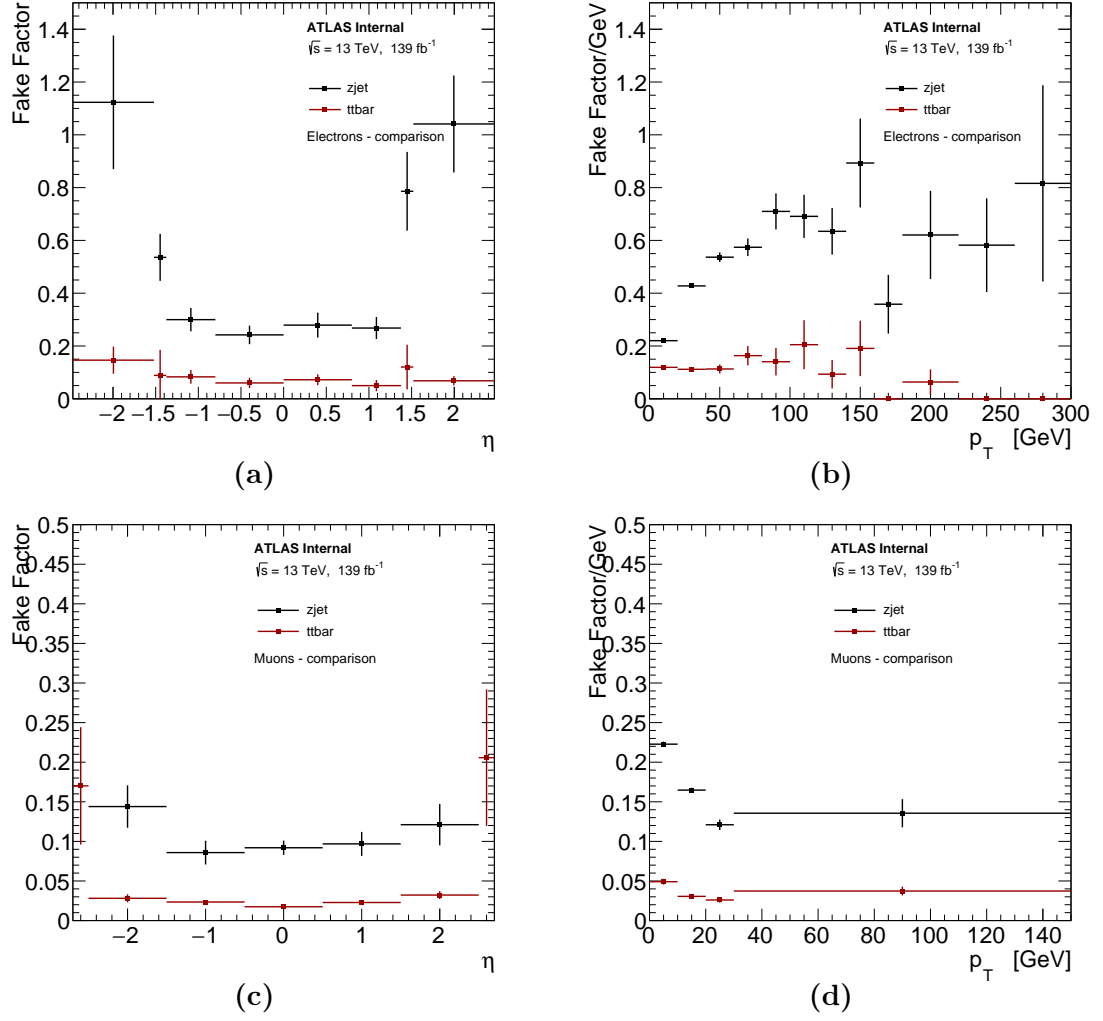 Fake Factor
1.4
1.2
1
0.8
0.6
0.4
0.2
0
ATLAS Internal
√s = 13 TeV, 139 fb⁻¹
zjet
ttbar
Electrons - comparison
−2 −1.5 −1 −0.5 0 0.5 1 1.5 2
η
(a)
Fake Factor/GeV
1.4
1.2
1
0.8
0.6
0.4
0.2
0
ATLAS Internal
√s = 13 TeV, 139 fb⁻¹
zjet
ttbar
Electrons - comparison
0 50 100 150 200 250 300
p_T [GeV]
(b)
Fake Factor
0.5
0.45
0.4
0.35
0.3
0.25
0.2
0.15
0.1
0.05
0
ATLAS Internal
√s = 13 TeV, 139 fb⁻¹
zjet
ttbar
Muons - comparison
−2 −1 0 1 2
η
(c)
Fake Factor/GeV
0.5
0.45
0.4
0.35
0.3
0.25
0.2
0.15
0.1
0.05
0
ATLAS Internal
√s = 13 TeV, 139 fb⁻¹
zjet
ttbar
Muons - comparison
0 20 40 60 80 100 120 140
p_T [GeV]
(d)